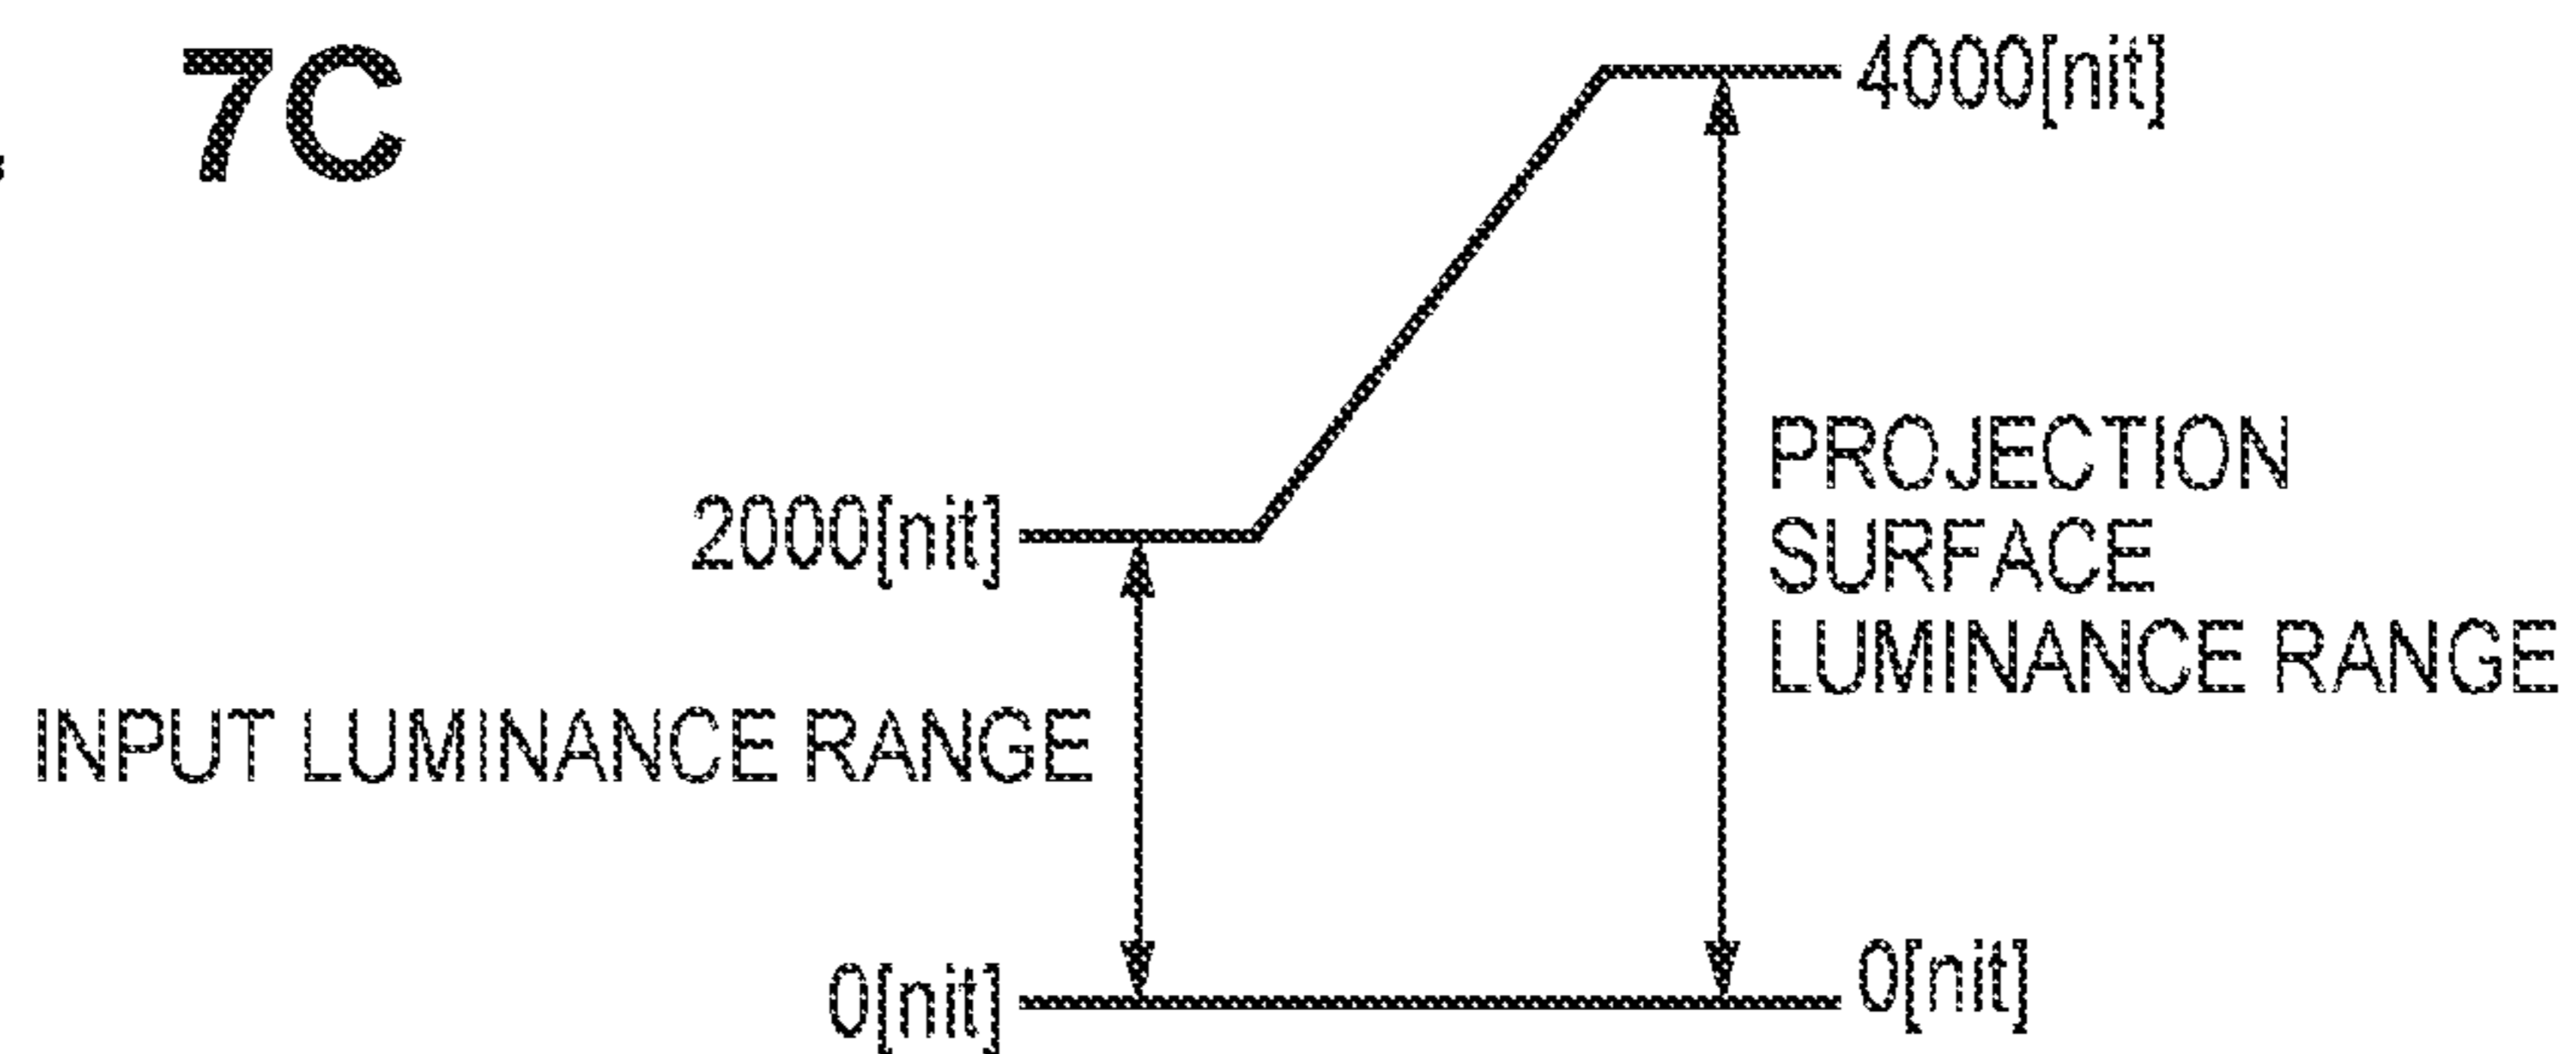 7C
4000[nit]
PROJECTION
SURFACE
LUMINANCE RANGE
2000[nit]
INPUT LUMINANCE RANGE
0[nit]
0[nit]